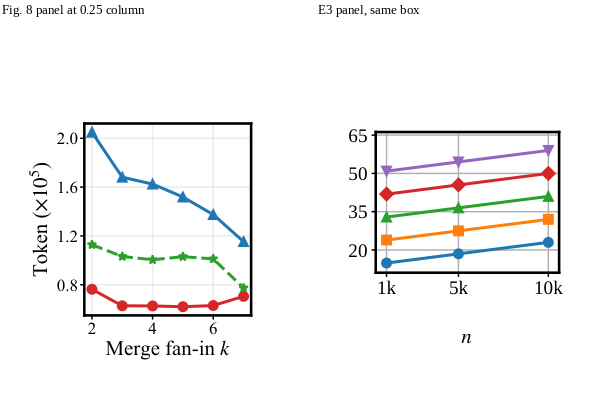 Fig. 8 panel at 0.25 column
E3 panel, same box
Token (×10⁵)
2.0
1.6
1.2
0.8
2 4 6
Merge fan-in k
65
50
35
20
1k 5k 10k
n